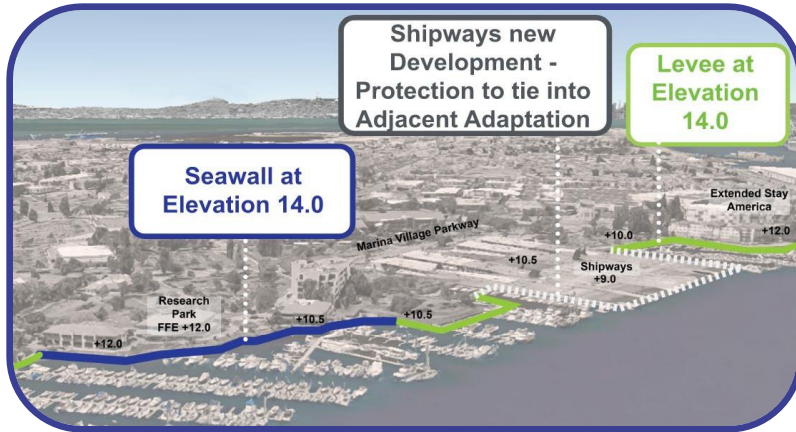 Shipways new
Development -
Protection to tie into
Adjacent Adaptation
Levee at
Elevation
14.0
Seawall at
Elevation 14.0
Extended Stay
America
+10.0
+12.0
Marina Village Parkway
+10.5
Shipways
+9.0
Research
Park
FFE +12.0
+10.5
+10.5
+12.0